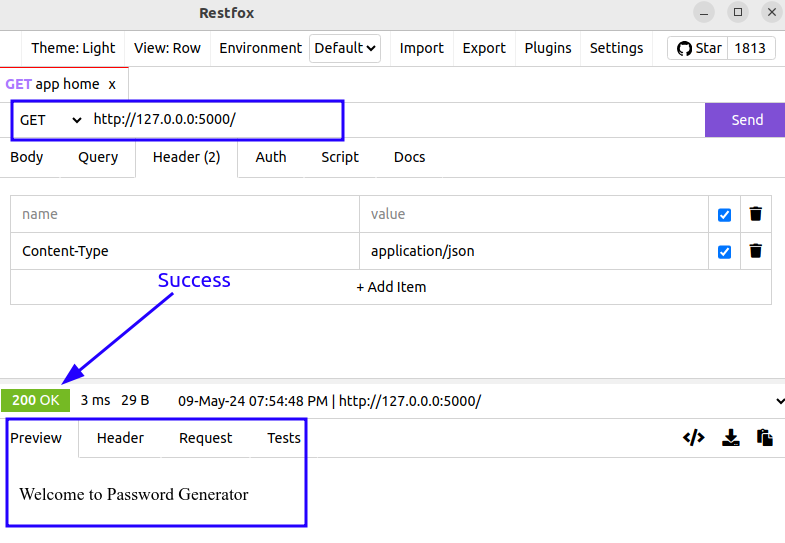 Restfox
Theme: Light View: Row Environment Default Import Export Plugins Settings Star 1813
GET app home x
GET http://127.0.0.0:5000/ Send
Body Query Header (2) Auth Script Docs
name value
Content-Type application/json
+ Add Item
Success
200 OK 3 ms 29 B 09-May-24 07:54:48 PM | http://127.0.0.0:5000/
Preview Header Request Tests
Welcome to Password Generator